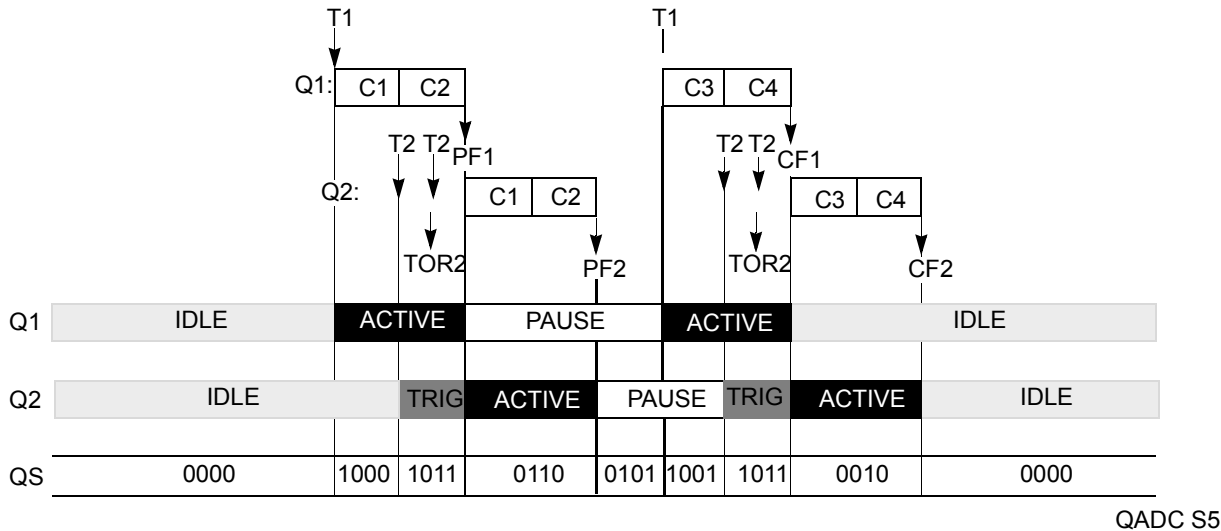 T1 T1
Q1: C1 C2 C3 C4
T2 T2 PF1 T2 T2 CF1
Q2: C1 C2 C3 C4
TOR2 PF2 TOR2 CF2
Q1 IDLE ACTIVE PAUSE ACTIVE IDLE
Q2 IDLE TRIG ACTIVE PAUSE TRIG ACTIVE IDLE
QS 0000 1000 1011 0110 0101 1001 1011 0010 0000
QADC S5